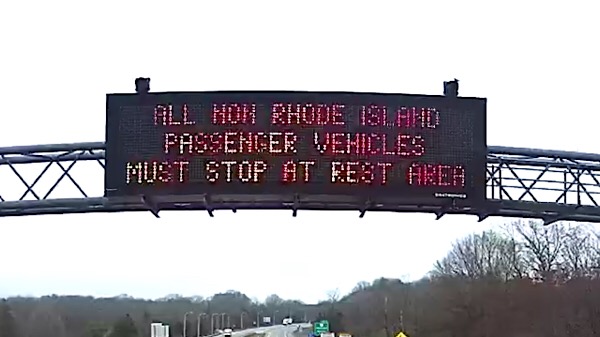 ALL NON RHODE ISLAND
PASSENGER VEHICLES
MUST STOP AT REST AREA